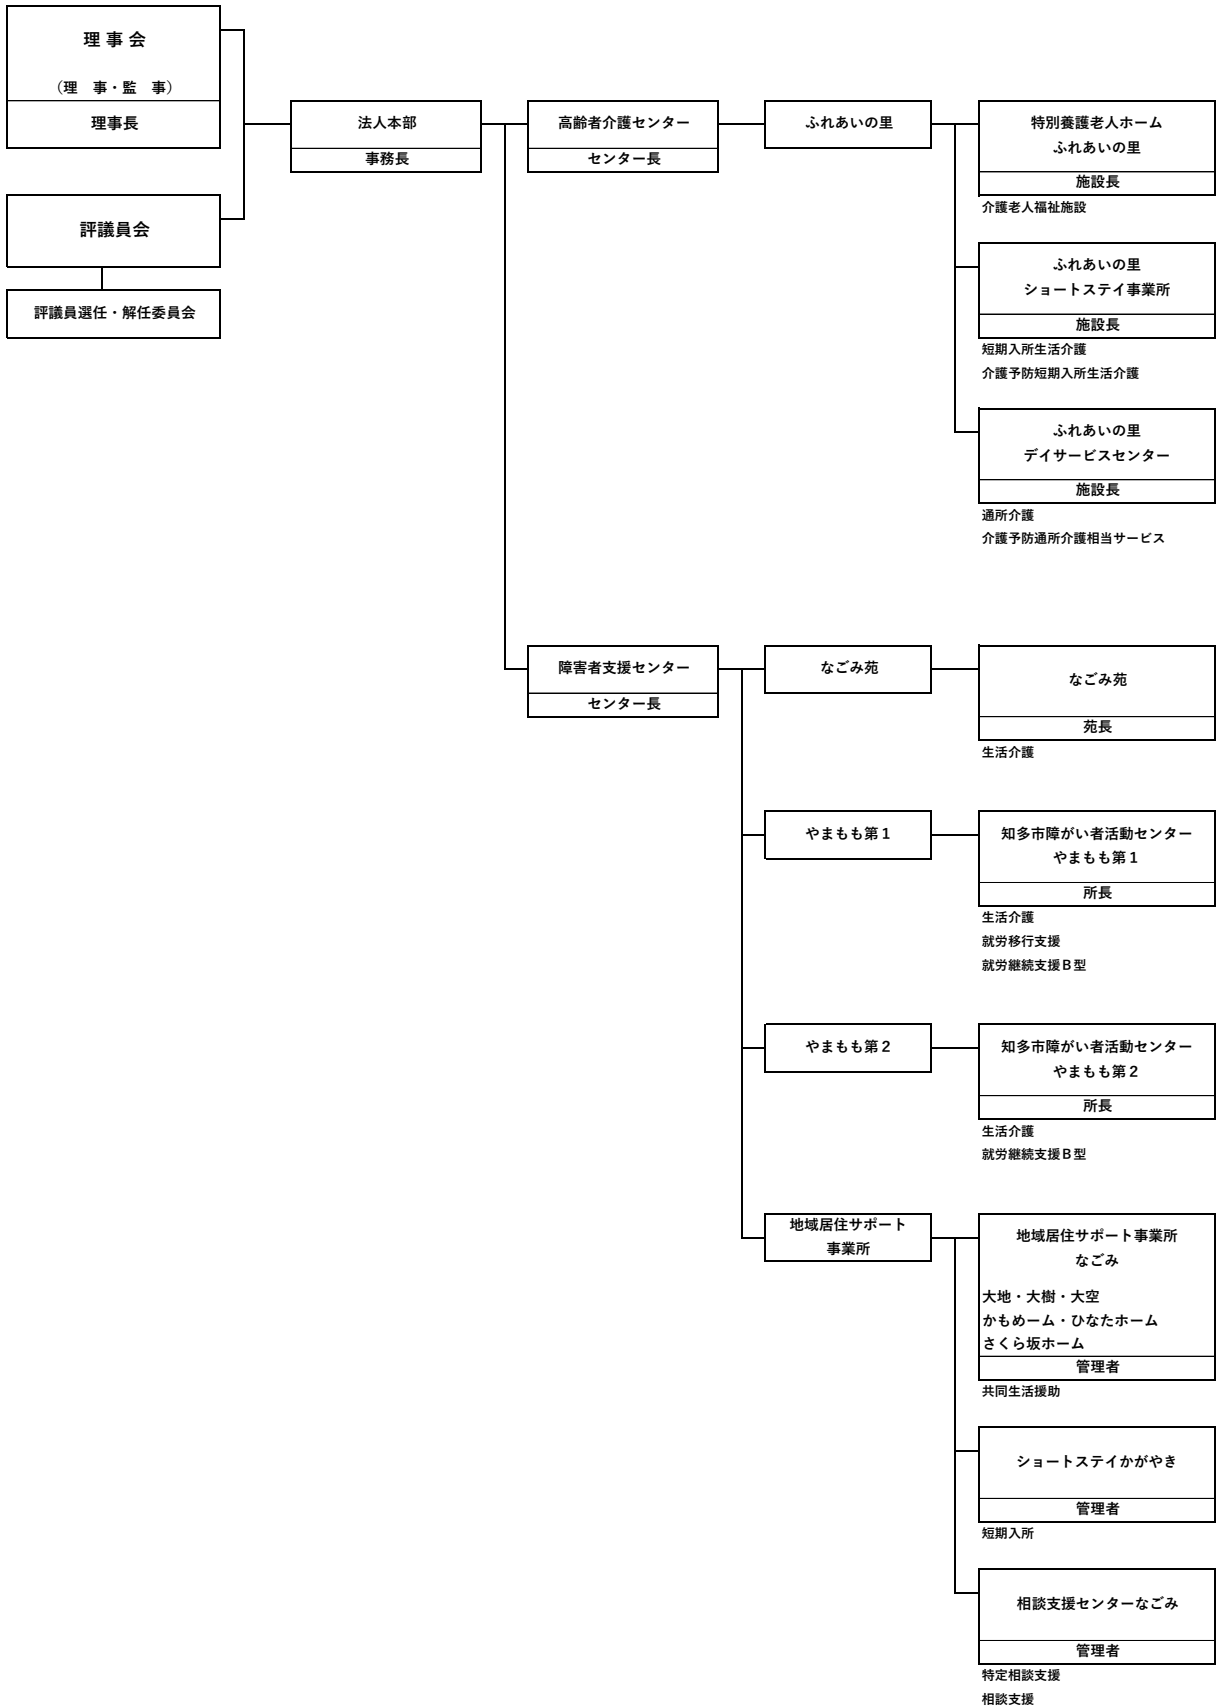 理 事 会
（理　事・監　事）
理事長
評議員会
評議員選任・解任委員会
法人本部
事務長
高齢者介護センター
センター長
ふれあいの里
特別養護老人ホーム
ふれあいの里
施設長
介護老人福祉施設
ふれあいの里
ショートステイ事業所
施設長
短期入所生活介護
介護予防短期入所生活介護
ふれあいの里
デイサービスセンター
施設長
通所介護
介護予防通所介護相当サービス
障害者支援センター
センター長
なごみ苑
なごみ苑
苑長
生活介護
やまもも第１
知多市障がい者活動センター
やまもも第１
所長
生活介護
就労移行支援
就労継続支援Ｂ型
やまもも第２
知多市障がい者活動センター
やまもも第２
所長
生活介護
就労継続支援Ｂ型
地域居住サポート
事業所
地域居住サポート事業所
なごみ
大地・大樹・大空
かもめーム・ひなたホーム
さくら坂ホーム
管理者
共同生活援助
ショートステイかがやき
管理者
短期入所
相談支援センターなごみ
管理者
特定相談支援
相談支援